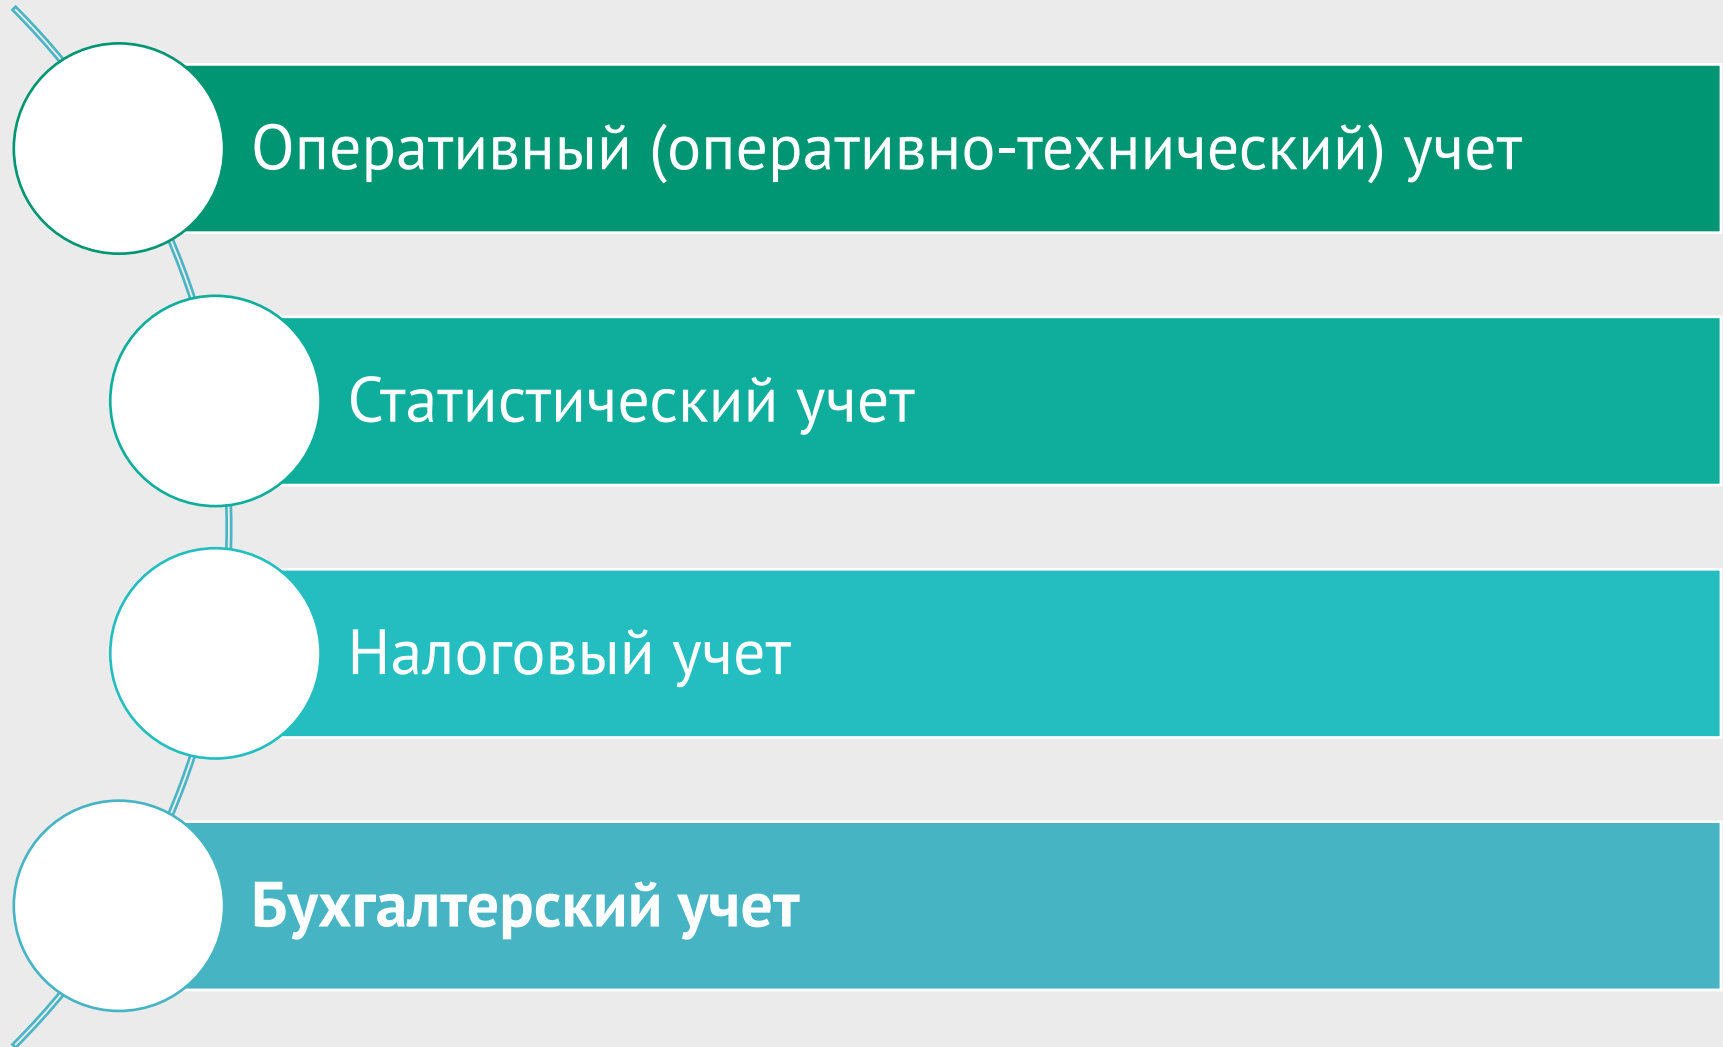 Оперативный (оперативно-технический) учет
Статистический учет
Налоговый учет
Бухгалтерский учет